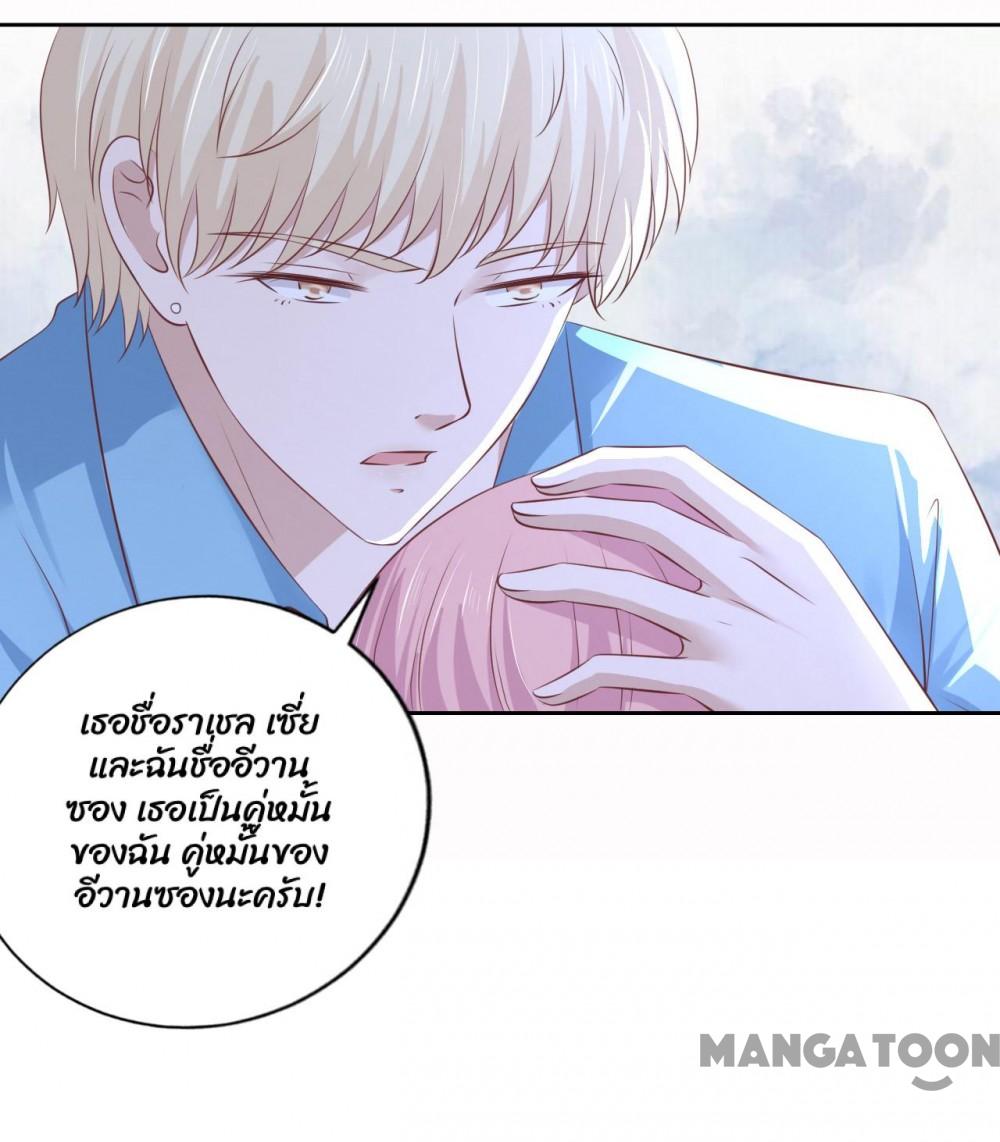 เธอชื่อราเชล เซี่ย
และฉันชื่ออีวาน
ซอง เธอเป็นคู่หมั้น
ของฉัน คู่หมั้นของ
อีวานซองนะครับ!
MANGATOON